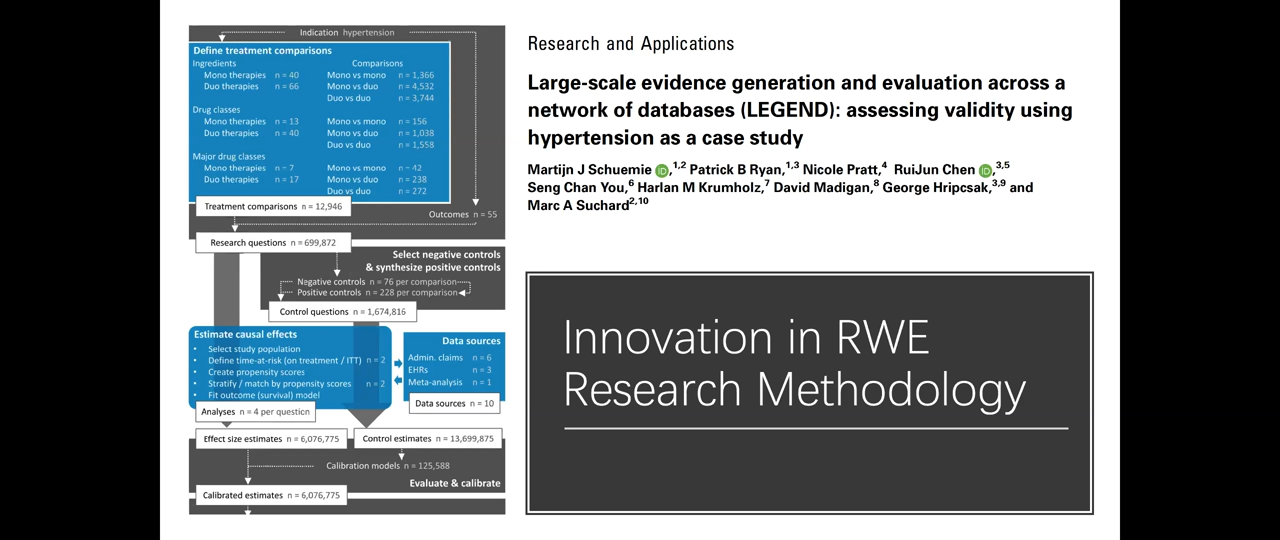 Indication hypertension
Define treatment comparisons
Ingredients Comparisons
Mono therapies n = 40 Mono vs mono n = 1,366
Duo therapies n = 66 Mono vs duo n = 4,532
Duo vs duo n = 3,744
Drug classes
Mono therapies n = 13 Mono vs mono n = 156
Duo therapies n = 40 Mono vs duo n = 1,038
Duo vs duo n = 1,558
Major drug classes
Mono therapies n = 7 Mono vs mono n = 42
Duo therapies n = 17 Mono vs duo n = 238
Duo vs duo n = 272
Treatment comparisons n = 12,946
Outcomes n = 55
Research questions n = 699,872
Select negative controls
& synthesize positive controls
Negative controls n = 76 per comparison
Positive controls n = 228 per comparison
Control questions n = 1,674,816
Estimate causal effects
• Select study population
• Define time-at-risk (on treatment / ITT) n = 2
• Create propensity scores
• Stratify / match by propensity scores n = 2
• Fit outcome (survival) model
Analyses n = 4 per question
Data sources
Admin. claims n = 6
EHRs n = 3
Meta-analysis n = 1
Data sources n = 10
Effect size estimates n = 6,076,775
Control estimates n = 13,699,875
Calibration models n = 125,588
Evaluate & calibrate
Calibrated estimates n = 6,076,775
Research and Applications
Large-scale evidence generation and evaluation across a
network of databases (LEGEND): assessing validity using
hypertension as a case study
Martijn J Schuemie iD,1,2 Patrick B Ryan,1,3 Nicole Pratt,4 RuiJun Chen iD,3,5
Seng Chan You,6 Harlan M Krumholz,7 David Madigan,8 George Hripcsak,3,9 and
Marc A Suchard2,10
Innovation in RWE
Research Methodology